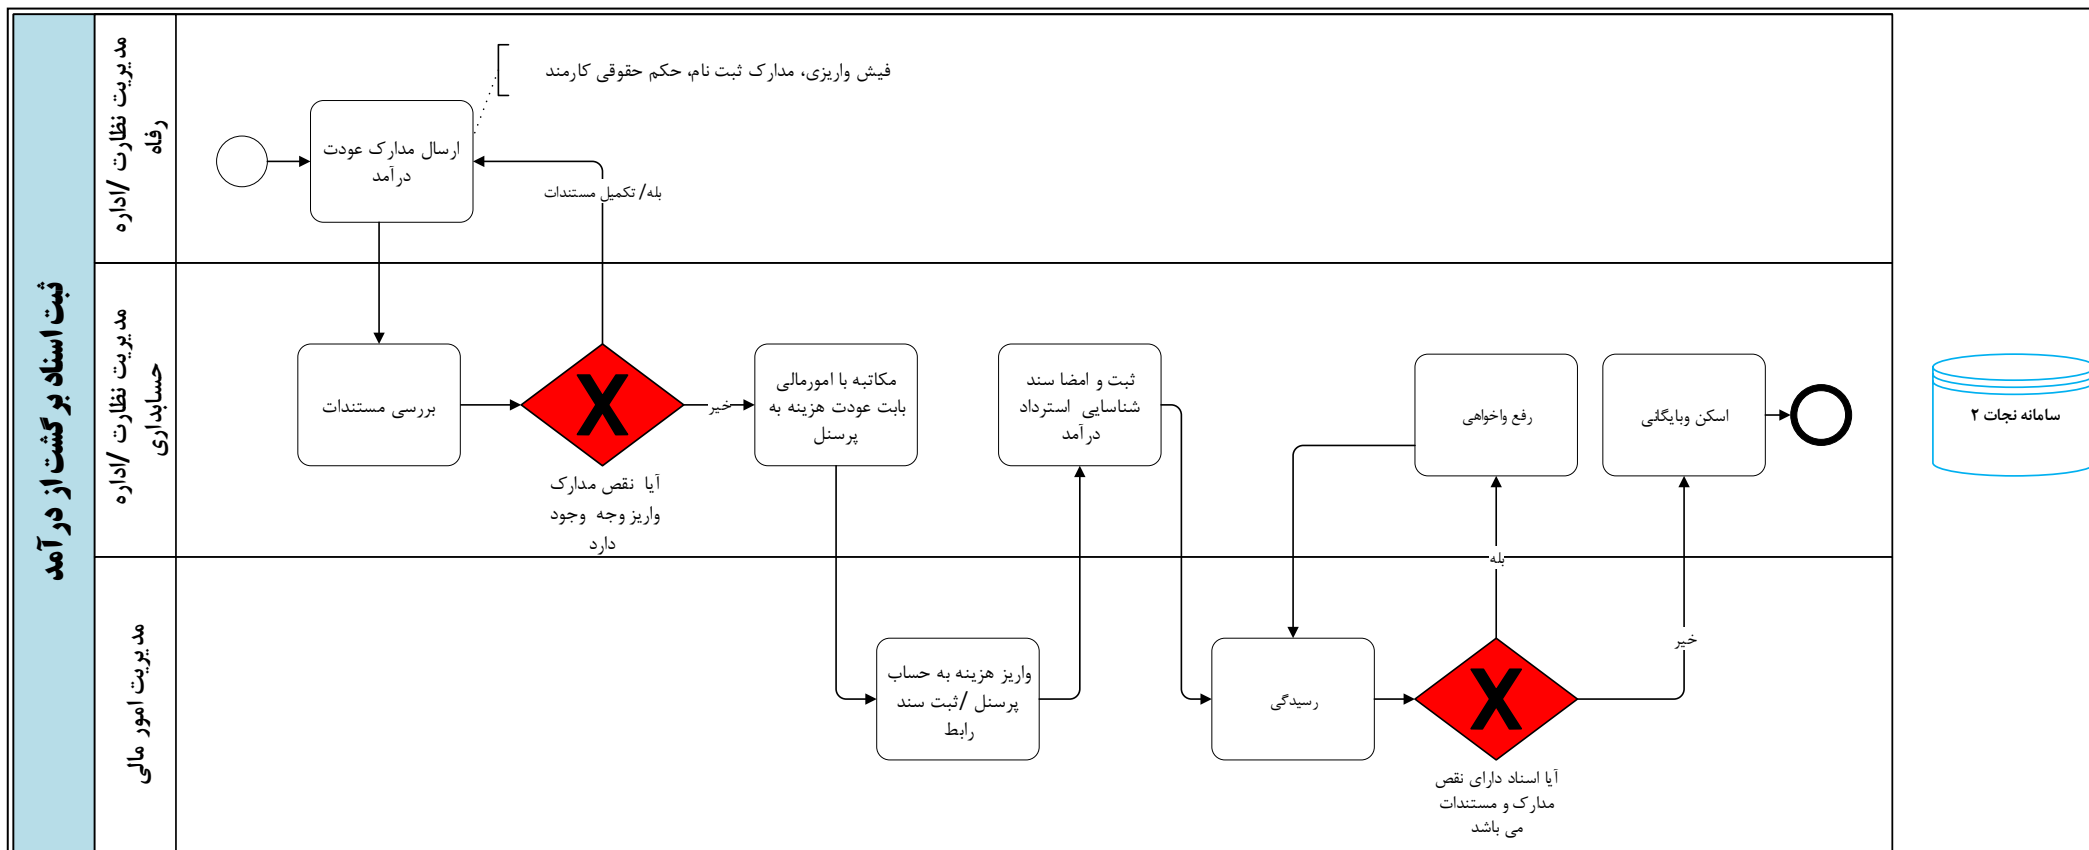 ثبت اسناد برگشت از درآمد
مدیریت نظارت /اداره
رفاه
فیش واریزی، مدارک ثبت نام، حکم حقوقی کارمند
ارسال مدارک عودت
درآمد
بله/ تکمیل مستندات
مدیریت نظارت /اداره
حسابداری
بررسی مستندات
آیا نقص مدارک
واریز وجه وجود
دارد
خیر
مکاتبه با امورمالی
بابت عودت هزینه به
پرسنل
ثبت و امضا سند
شناسایی استرداد
درآمد
رفع واخواهی
اسکن وبایگانی
سامانه نجات ۲
بله
مدیریت امور مالی
واریز هزینه به حساب
پرسنل /ثبت سند
رابط
رسیدگی
خیر
آیا اسناد دارای نقص
مدارک و مستندات
می باشد